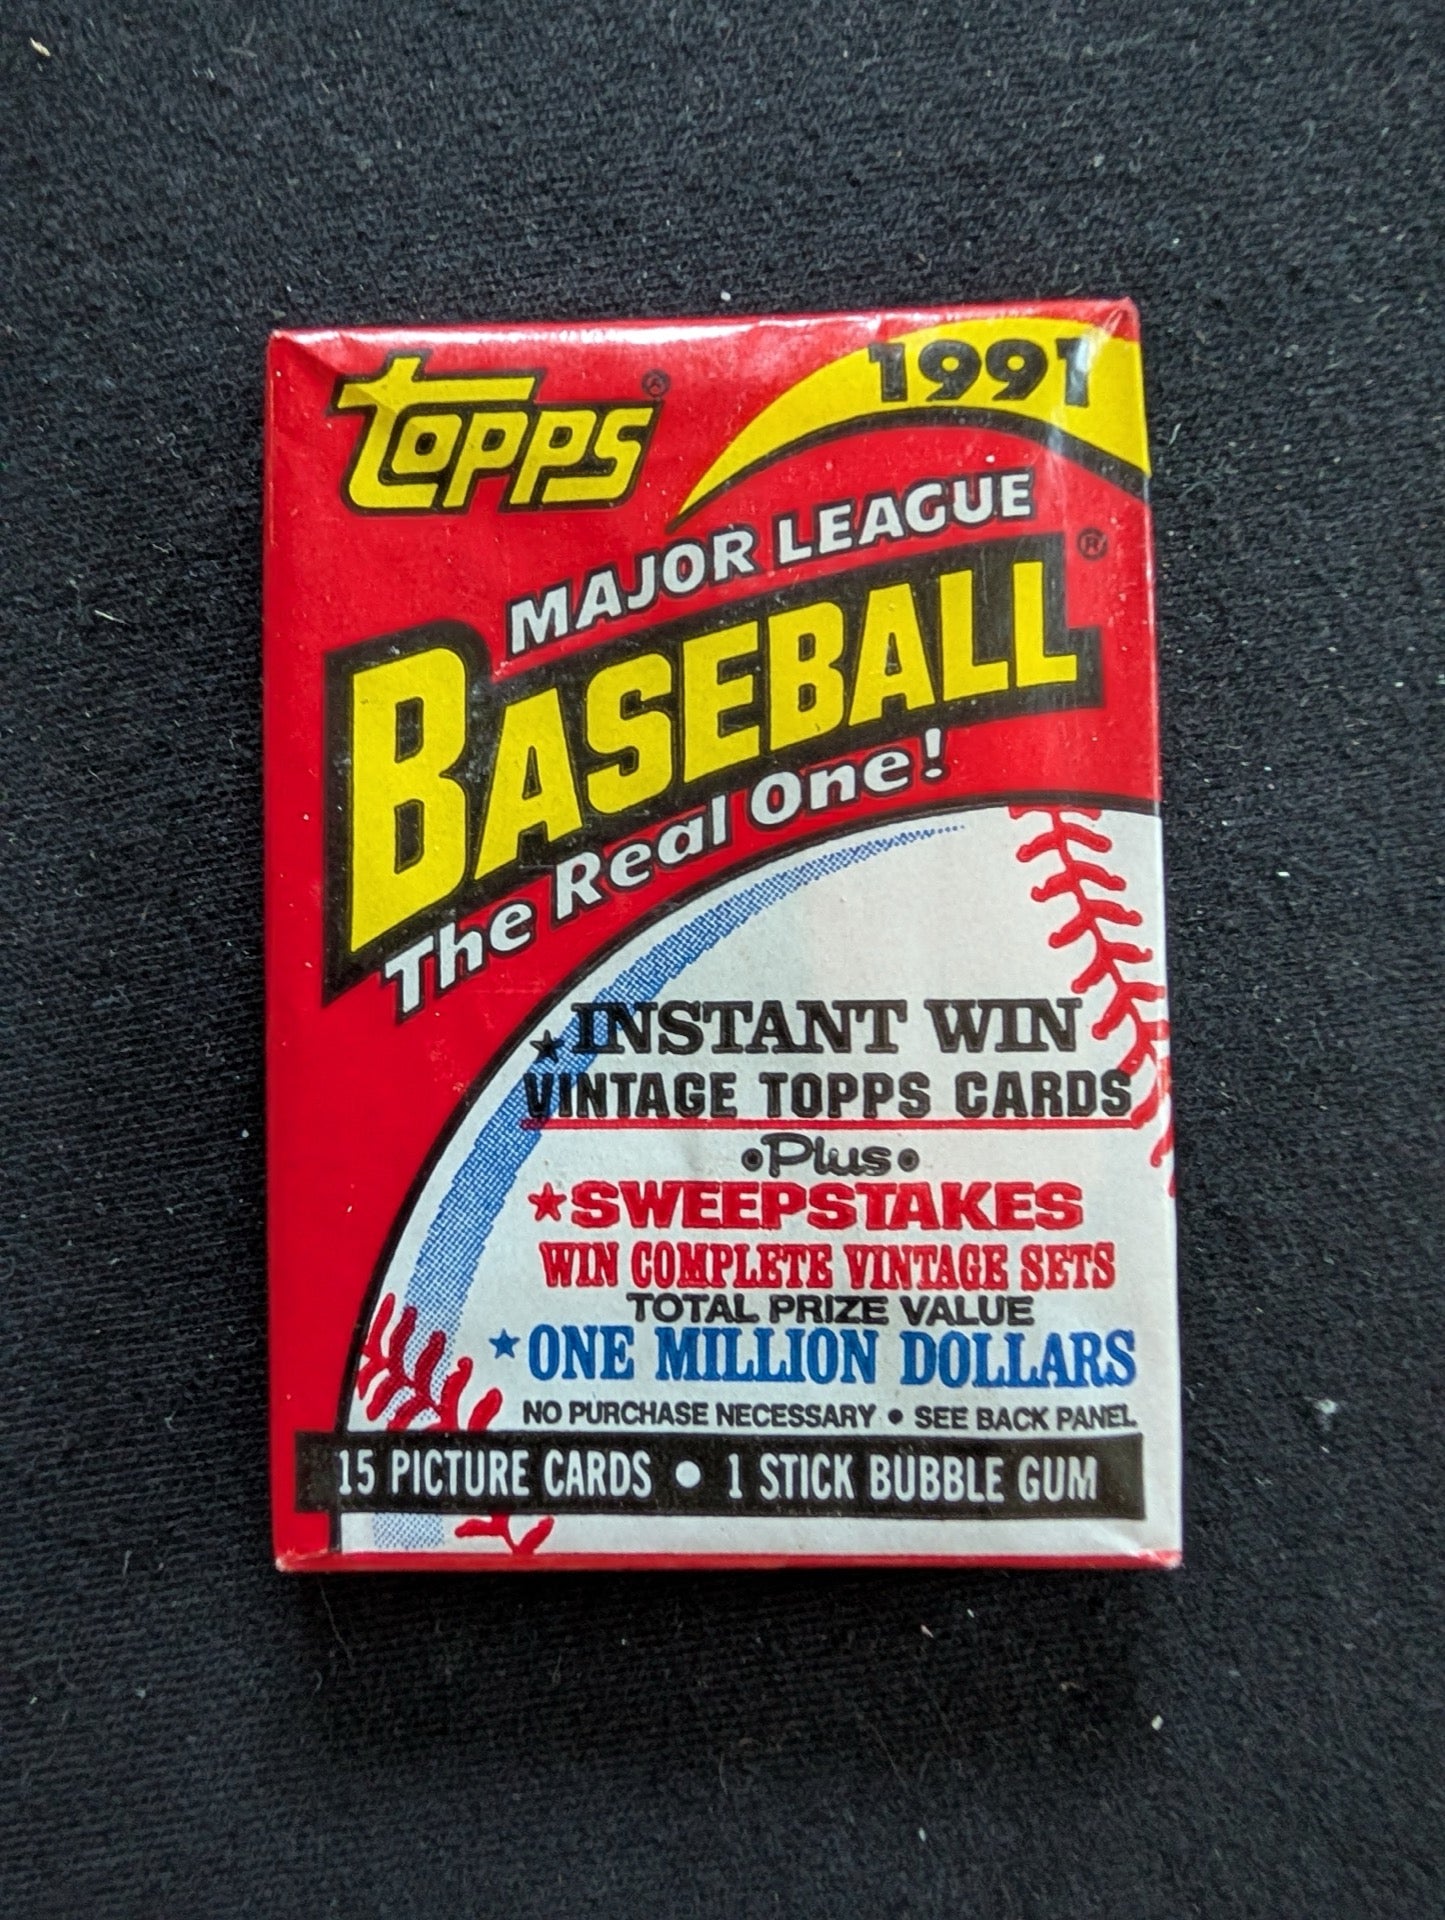 Topps®
1991
MAJOR LEAGUE
BASEBALL®
The Real One!
★INSTANT WIN
VINTAGE TOPPS CARDS
•Plus•
★SWEEPSTAKES
WIN COMPLETE VINTAGE SETS
TOTAL PRIZE VALUE
★ONE MILLION DOLLARS
NO PURCHASE NECESSARY • SEE BACK PANEL
15 PICTURE CARDS • 1 STICK BUBBLE GUM